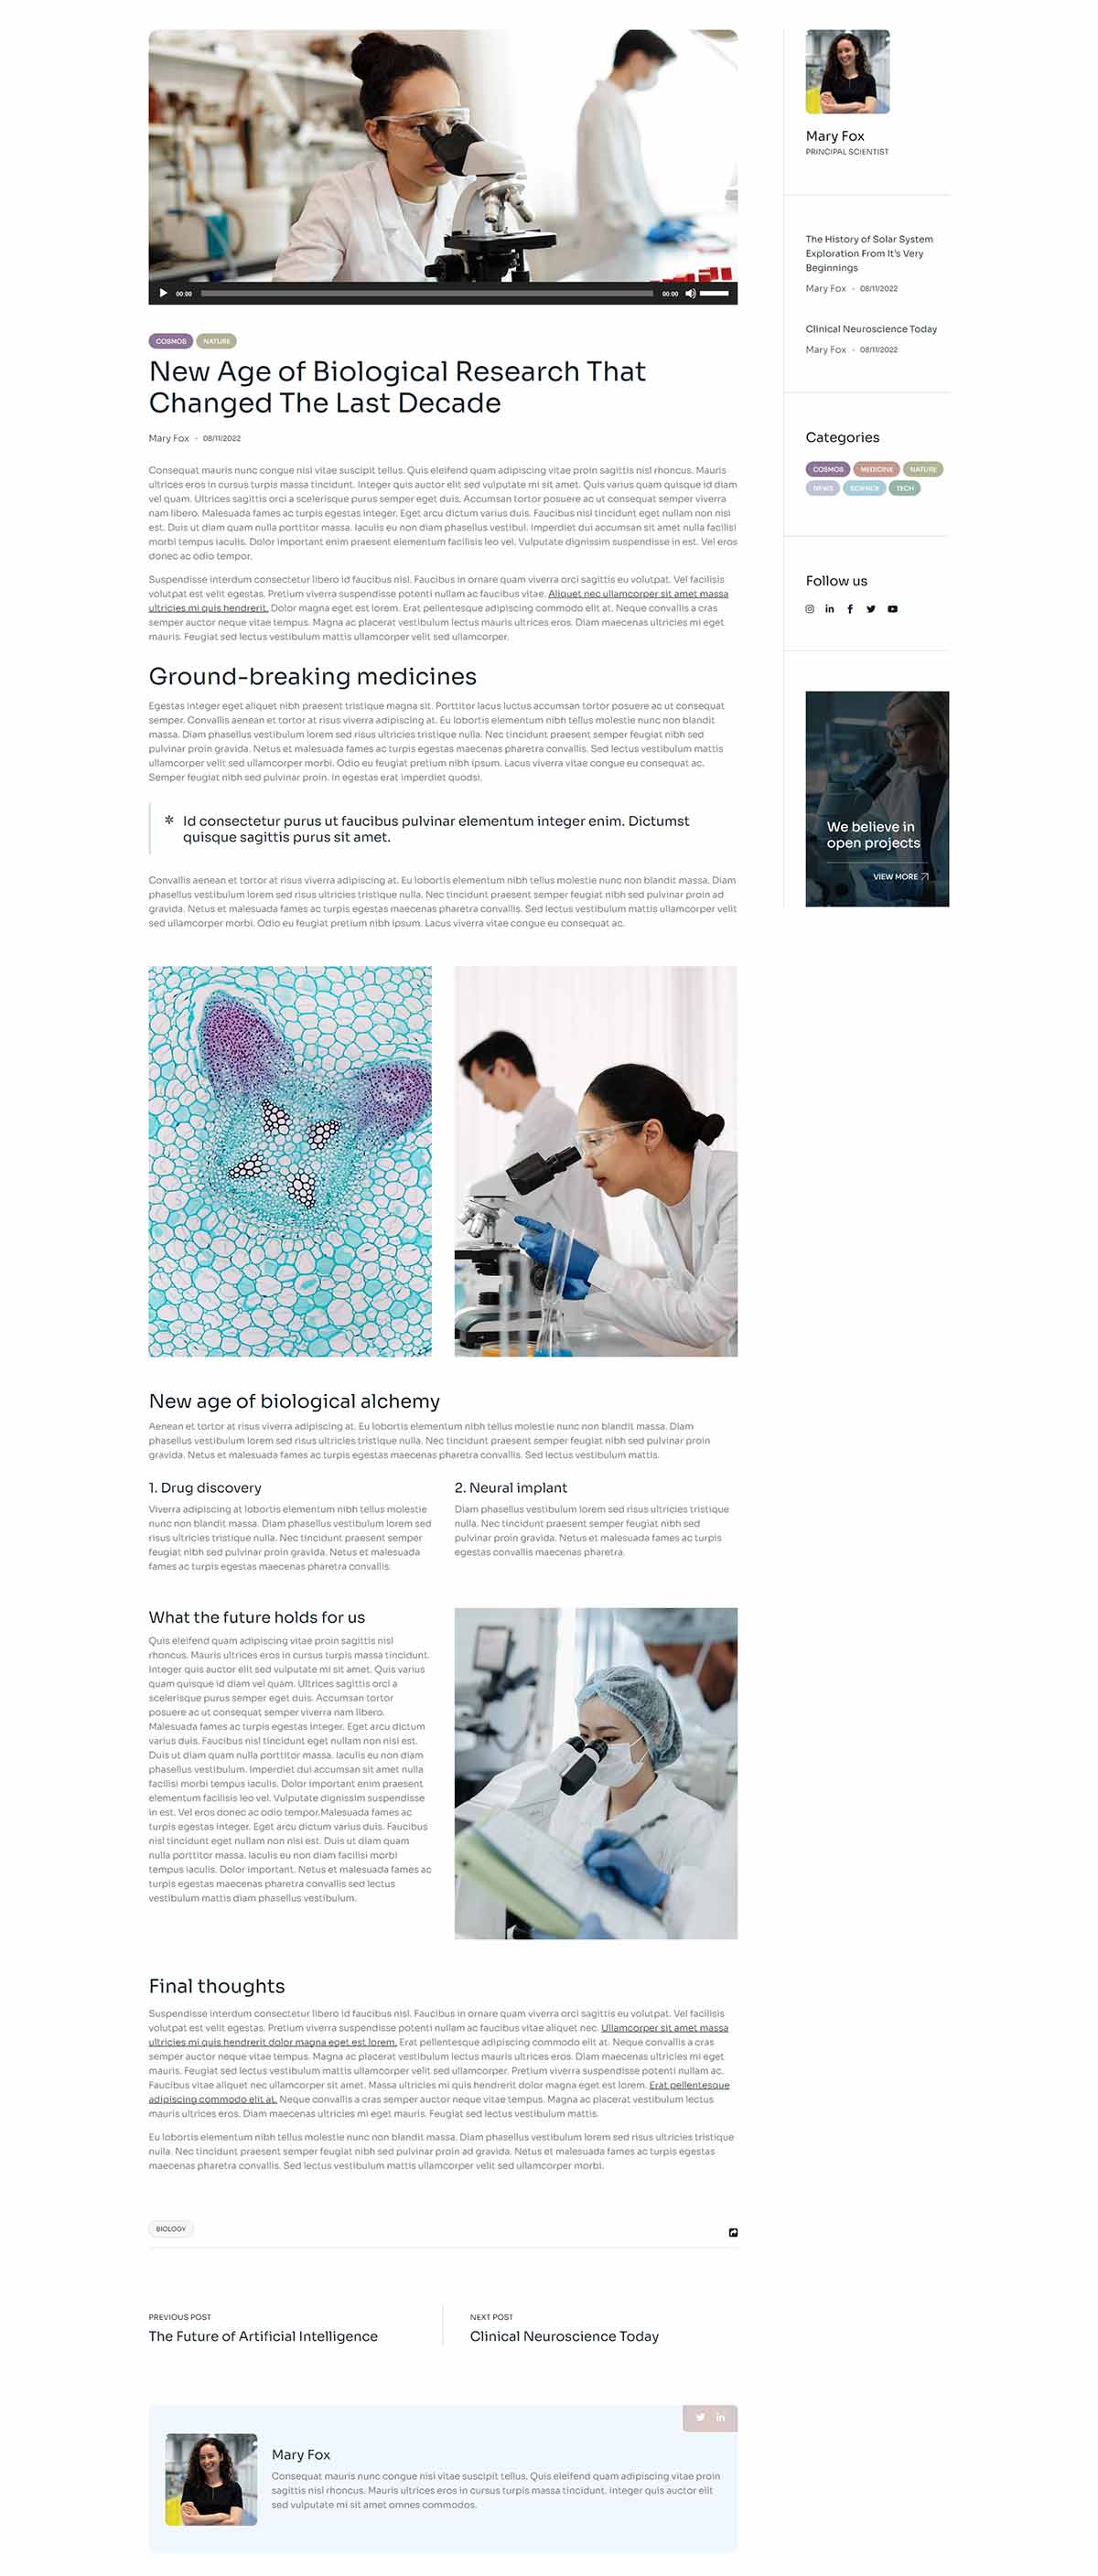 00:00
00:00
COSMOS
NATURE
New Age of Biological Research That
Changed The Last Decade
Mary Fox - 08/11/2022
Consequat mauris nunc congue nisi vitae suscipit tellus. Quis eleifend quam adipiscing vitae proin sagittis nisl rhoncus. Mauris
ultrices eros in cursus turpis massa tincidunt. Integer quis auctor elit sed vulputate mi sit amet. Quis varius quam quisque id diam
vel quam. Ultrices sagittis orci a scelerisque purus semper eget duis. Accumsan tortor posuere ac ut consequat semper viverra
nam libero. Malesuada fames ac turpis egestas integer. Eget arcu dictum varius duis. Faucibus nisl tincidunt eget nullam non nisi
est. Duis ut diam quam nulla porttitor massa. Iaculis eu non diam phasellus vestibul. Imperdiet dui accumsan sit amet nulla facilisi
morbi tempus iaculis. Dolor important enim praesent elementum facilisis leo vel. Vulputate dignissim suspendisse in est. Vel eros
donec ac odio tempor.
Suspendisse interdum consectetur libero id faucibus nisl. Faucibus in ornare quam viverra orci sagittis eu volutpat. Vel facilisis
volutpat est velit egestas. Pretium viverra suspendisse potenti nullam ac faucibus vitae. Aliquet nec ullamcorper sit amet massa
ultricies mi quis hendrerit. Dolor magna eget est lorem. Erat pellentesque adipiscing commodo elit at. Neque convallis a cras
semper auctor neque vitae tempus. Magna ac placerat vestibulum lectus mauris ultrices eros. Diam maecenas ultricies mi eget
mauris. Feugiat sed lectus vestibulum mattis ullamcorper velit sed ullamcorper.
Ground-breaking medicines
Egestas integer eget aliquet nibh praesent tristique magna sit. Porttitor lacus luctus accumsan tortor posuere ac ut consequat
semper. Convallis aenean et tortor at risus viverra adipiscing at. Eu lobortis elementum nibh tellus molestie nunc non blandit
massa. Diam phasellus vestibulum lorem sed risus ultricies tristique nulla. Nec tincidunt praesent semper feugiat nibh sed
pulvinar proin gravida. Netus et malesuada fames ac turpis egestas maecenas pharetra convallis. Sed lectus vestibulum mattis
ullamcorper velit sed ullamcorper morbi. Odio eu feugiat pretium nibh ipsum. Lacus viverra vitae congue eu consequat ac.
Semper feugiat nibh sed pulvinar proin. In egestas erat imperdiet quodsi.
* Id consectetur purus ut faucibus pulvinar elementum integer enim. Dictumst
quisque sagittis purus sit amet.
Convallis aenean et tortor at risus viverra adipiscing at. Eu lobortis elementum nibh tellus molestie nunc non blandit massa. Diam
phasellus vestibulum lorem sed risus ultricies tristique nulla. Nec tincidunt praesent semper feugiat nibh sed pulvinar proin ad
gravida. Netus et malesuada fames ac turpis egestas maecenas pharetra convallis. Sed lectus vestibulum mattis ullamcorper velit
sed ullamcorper morbi. Odio eu feugiat pretium nibh ipsum. Lacus viverra vitae congue eu consequat ac.
New age of biological alchemy
Aenean et tortor at risus viverra adipiscing at. Eu lobortis elementum nibh tellus molestie nunc non blandit massa. Diam
phasellus vestibulum lorem sed risus ultricies tristique nulla. Nec tincidunt praesent semper feugiat nibh sed pulvinar proin
gravida. Netus et malesuada fames ac turpis egestas maecenas pharetra convallis. Sed lectus vestibulum mattis.
1. Drug discovery
Viverra adipiscing at lobortis elementum nibh tellus molestie
nunc non blandit massa. Diam phasellus vestibulum lorem sed
risus ultricies tristique nulla. Nec tincidunt praesent semper
feugiat nibh sed pulvinar proin gravida. Netus et malesuada
fames ac turpis egestas maecenas pharetra convallis.
2. Neural implant
Diam phasellus vestibulum lorem sed risus ultricies tristique
nulla. Nec tincidunt praesent semper feugiat nibh sed
pulvinar proin gravida. Netus et malesuada fames ac turpis
egestas convallis maecenas pharetra.
What the future holds for us
Quis eleifend quam adipiscing vitae proin sagittis nisl
rhoncus. Mauris ultrices eros in cursus turpis massa tincidunt.
Integer quis auctor elit sed vulputate mi sit amet. Quis varius
quam quisque id diam vel quam. Ultrices sagittis orci a
scelerisque purus semper eget duis. Accumsan tortor
posuere ac ut consequat semper viverra nam libero.
Malesuada fames ac turpis egestas integer. Eget arcu dictum
varius duis. Faucibus nisl tincidunt eget nullam non nisi est.
Duis ut diam quam nulla porttitor massa. Iaculis eu non diam
phasellus vestibulum. Imperdiet dui accumsan sit amet nulla
facilisi morbi tempus iaculis. Dolor important enim praesent
elementum facilisis leo vel. Vulputate dignissim suspendisse
in est. Vel eros donec ac odio tempor.Malesuada fames ac
turpis egestas integer. Eget arcu dictum varius duis. Faucibus
nisl tincidunt eget nullam non nisi est. Duis ut diam quam
nulla porttitor massa. Iaculis eu non diam facilisi morbi
tempus iaculis. Dolor important. Netus et malesuada fames ac
turpis egestas maecenas pharetra convallis sed lectus
vestibulum mattis diam phasellus vestibulum.
Final thoughts
Suspendisse interdum consectetur libero id faucibus nisl. Faucibus in ornare quam viverra orci sagittis eu volutpat. Vel facilisis
volutpat est velit egestas. Pretium viverra suspendisse potenti nullam ac faucibus vitae aliquet nec. Ullamcorper sit amet massa
ultricies mi quis hendrerit dolor magna eget est lorem. Erat pellentesque adipiscing commodo elit at. Neque convallis a cras
semper auctor neque vitae tempus. Magna ac placerat vestibulum lectus mauris ultrices eros. Diam maecenas ultricies mi eget
mauris. Feugiat sed lectus vestibulum mattis ullamcorper velit sed ullamcorper. Pretium viverra suspendisse potenti nullam ac.
Faucibus vitae aliquet nec ullamcorper sit amet. Massa ultricies mi quis hendrerit dolor magna eget est lorem. Erat pellentesque
adipiscing commodo elit at. Neque convallis a cras semper auctor neque vitae tempus. Magna ac placerat vestibulum lectus
mauris ultrices eros. Diam maecenas ultricies mi eget mauris. Feugiat sed lectus vestibulum mattis.
Eu lobortis elementum nibh tellus molestie nunc non blandit massa. Diam phasellus vestibulum lorem sed risus ultricies tristique
nulla. Nec tincidunt praesent semper feugiat nibh sed pulvinar proin ad gravida. Netus et malesuada fames ac turpis egestas
maecenas pharetra convallis. Sed lectus vestibulum mattis ullamcorper velit sed ullamcorper morbi.
BIOLOGY
PREVIOUS POST
The Future of Artificial Intelligence
NEXT POST
Clinical Neuroscience Today
Mary Fox
Consequat mauris nunc congue nisi vitae suscipit tellus. Quis eleifend quam adipiscing vitae proin
sagittis nisl rhoncus. Mauris ultrices eros in cursus turpis massa tincidunt. Integer quis auctor elit
sed vulputate mi sit amet omnes commodos.
Mary Fox
PRINCIPAL SCIENTIST
The History of Solar System
Exploration From It's Very
Beginnings
Mary Fox - 08/11/2022
Clinical Neuroscience Today
Mary Fox - 08/11/2022
Categories
COSMOS
MEDICINE
NATURE
NEWS
SCIENCE
TECH
Follow us
We believe in
open projects
VIEW MORE